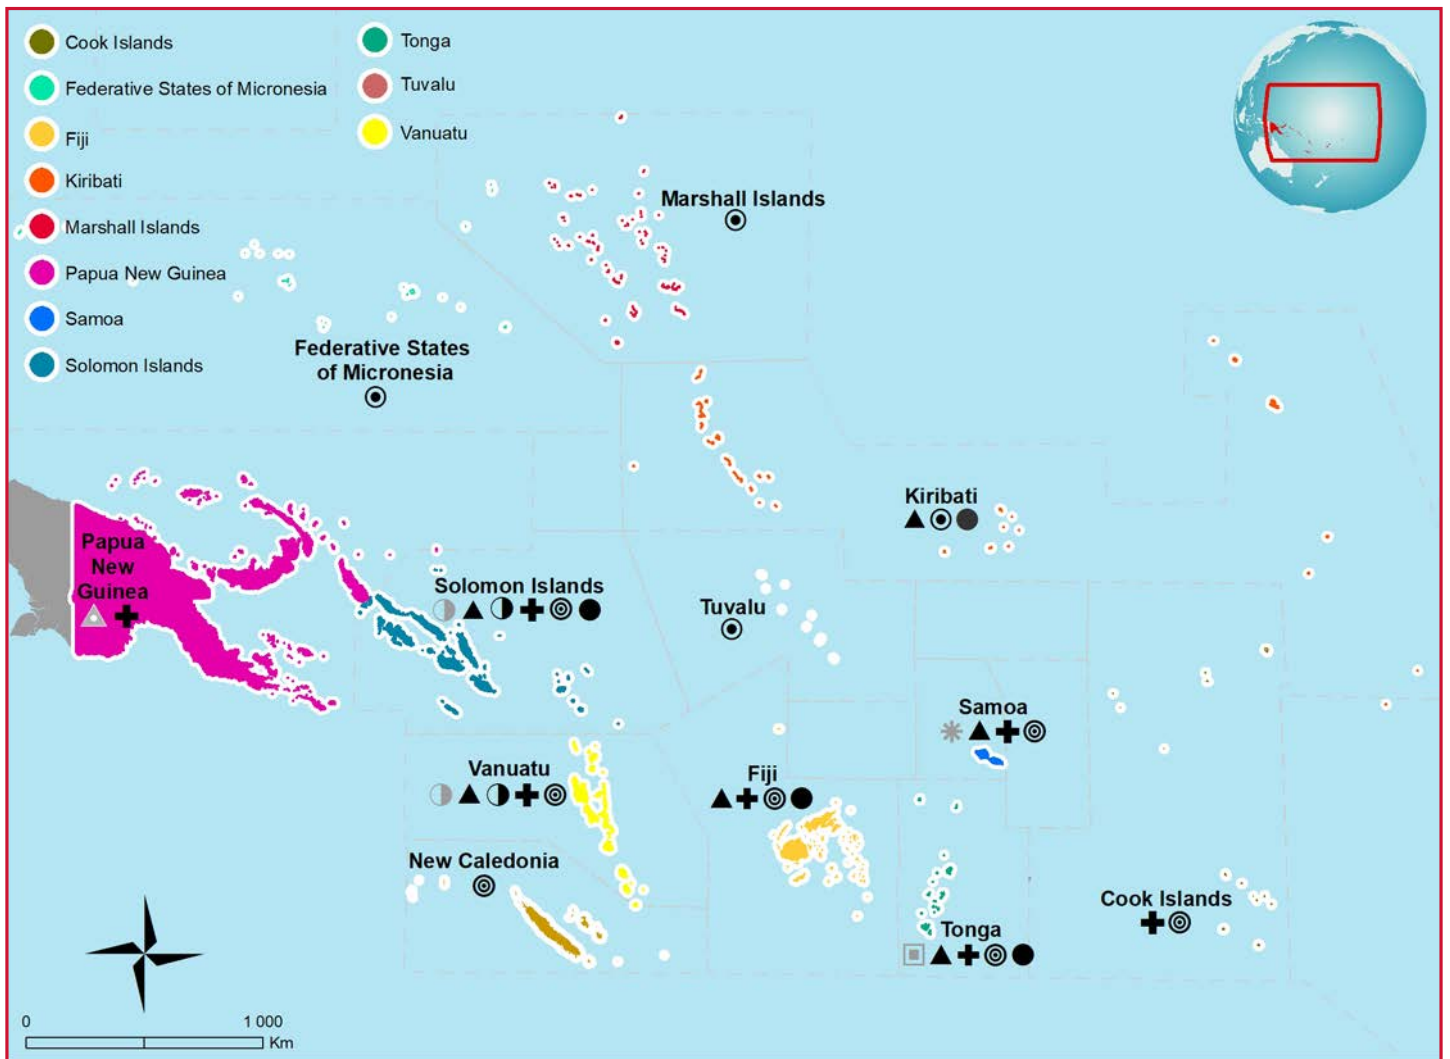 Cook Islands
Federative States of Micronesia
Fiji
Kiribati
Marshall Islands
Papua New Guinea
Samoa
Solomon Islands
Tonga
Tuvalu
Vanuatu
Marshall Islands
Federative States
of Micronesia
Kiribati
Papua
New
Guinea
Solomon Islands
Tuvalu
Samoa
Vanuatu
Fiji
New Caledonia
Cook Islands
Tonga
0 1 000
Km